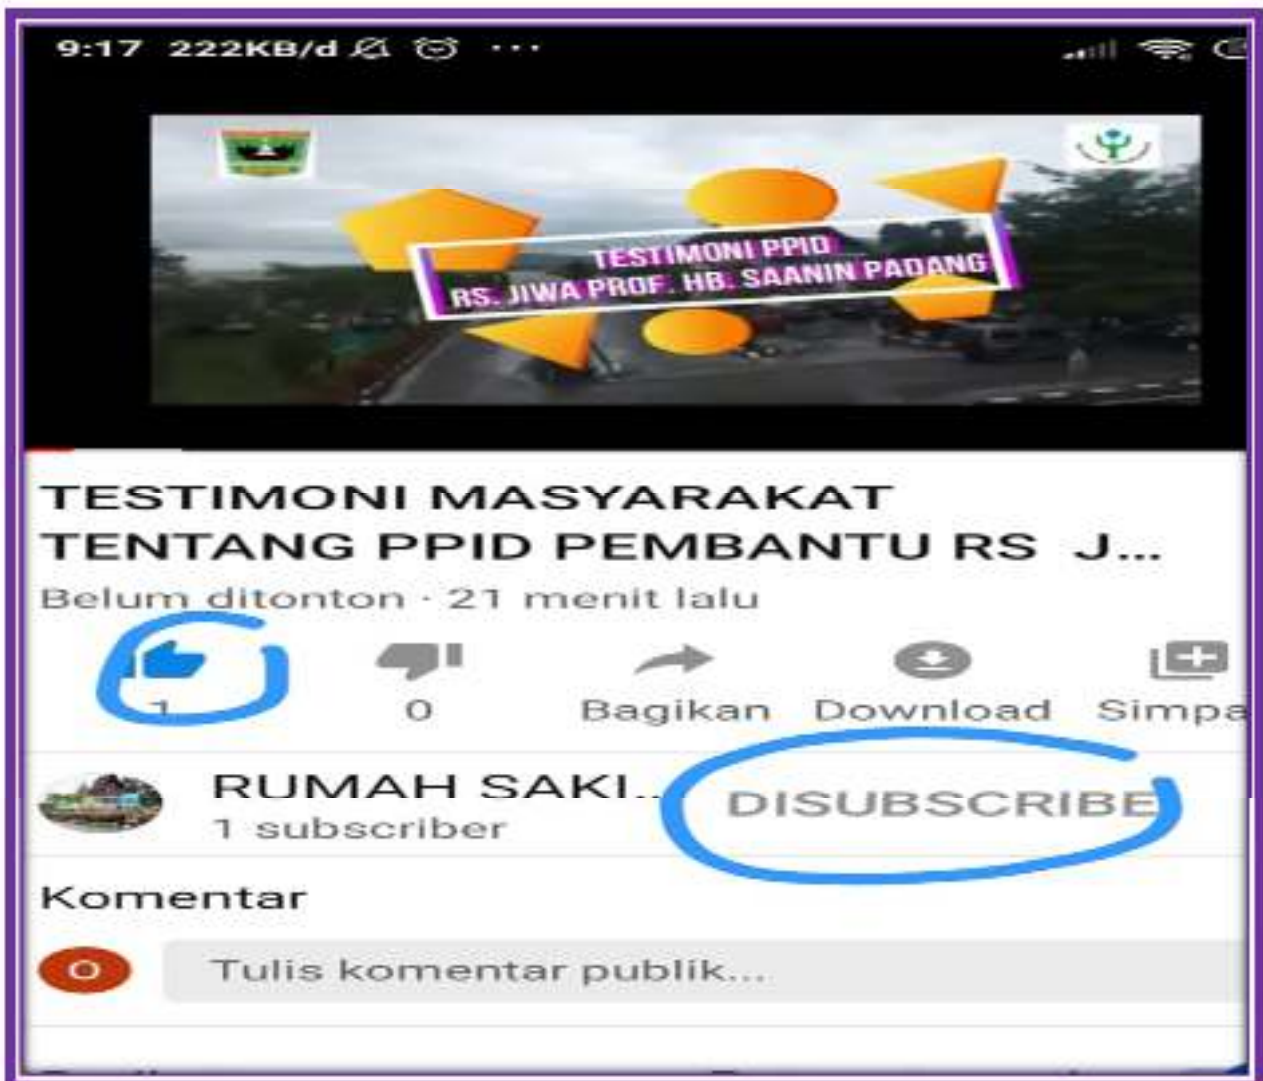 9:17 222KB/d ...
TESTIMONI PPID
RS. JIWA PROF. HB. SAANIN PADANG
TESTIMONI MASYARAKAT
TENTANG PPID PEMBANTU RS J...
Belum ditonton · 21 menit lalu
1 0 Bagikan Download Simpa
RUMAH SAKI... DISUBSCRIBE
1 subscriber
Komentar
O Tulis komentar publik...